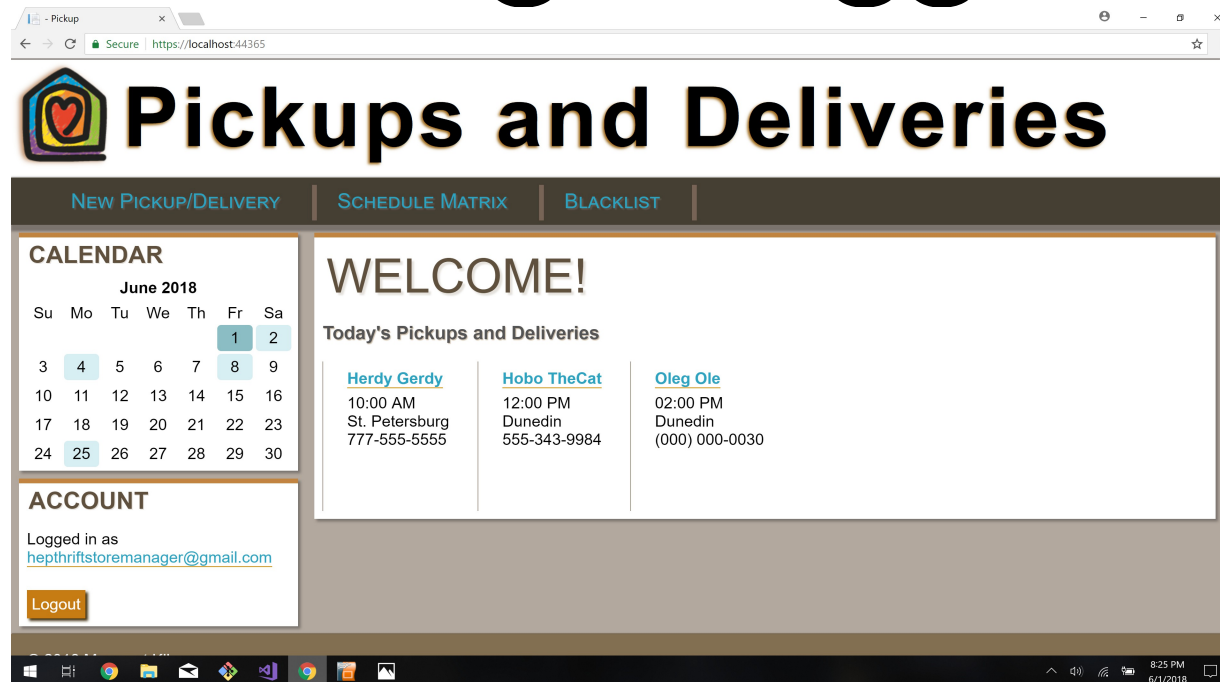 - Pickup
Secure https://localhost:44365
Pickups and Deliveries
NEW PICKUP/DELIVERY SCHEDULE MATRIX BLACKLIST
CALENDAR
June 2018
Su Mo Tu We Th Fr Sa
1 2
3 4 5 6 7 8 9
10 11 12 13 14 15 16
17 18 19 20 21 22 23
24 25 26 27 28 29 30
ACCOUNT
Logged in as
hepthriftstoremanager@gmail.com
Logout
WELCOME!
Today's Pickups and Deliveries
Herdy Gerdy
10:00 AM
St. Petersburg
777-555-5555
Hobo TheCat
12:00 PM
Dunedin
555-343-9984
Oleg Ole
02:00 PM
Dunedin
(000) 000-0030
8:25 PM
6/1/2018